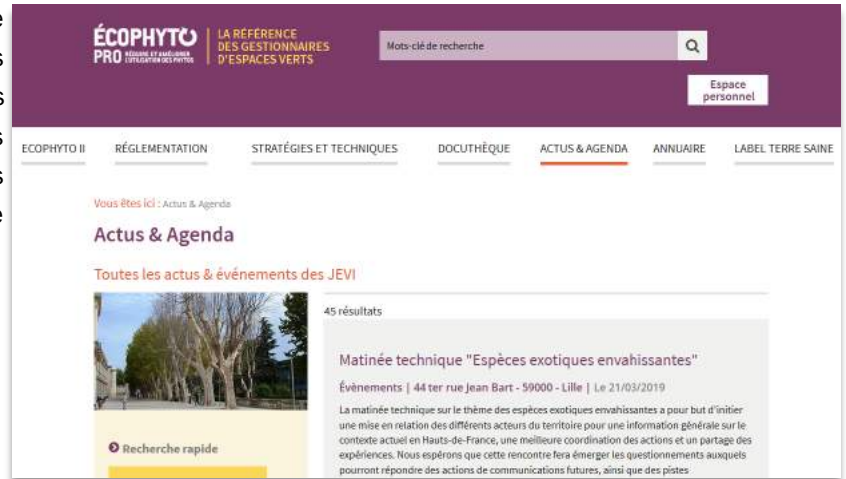 ÉCOPHYTO
PRO RÉDUIRE ET AMÉLIORER
L'UTILISATION DES PHYTOS
LA RÉFÉRENCE
DES GESTIONNAIRES
D'ESPACES VERTS
Mots-clé de recherche
Espace
personnel
ECOPHYTO II RÉGLEMENTATION STRATÉGIES ET TECHNIQUES DOCUTHÈQUE ACTUS & AGENDA ANNUAIRE LABEL TERRE SAINE
Vous êtes ici : Actus & Agenda
Actus & Agenda
Toutes les actus & événements des JEVI
45 résultats
Matinée technique "Espèces exotiques envahissantes"
Évènements | 44 ter rue Jean Bart - 59000 - Lille | Le 21/03/2019
La matinée technique sur le thème des espèces exotiques envahissantes a pour but d'initier
une mise en relation des différents acteurs du territoire pour une information générale sur le
contexte actuel en Hauts-de-France, une meilleure coordination des actions et un partage des
expériences. Nous espérons que cette rencontre fera émerger les questionnements auxquels
pourront répondre des actions de communications futures, ainsi que des pistes
Recherche rapide